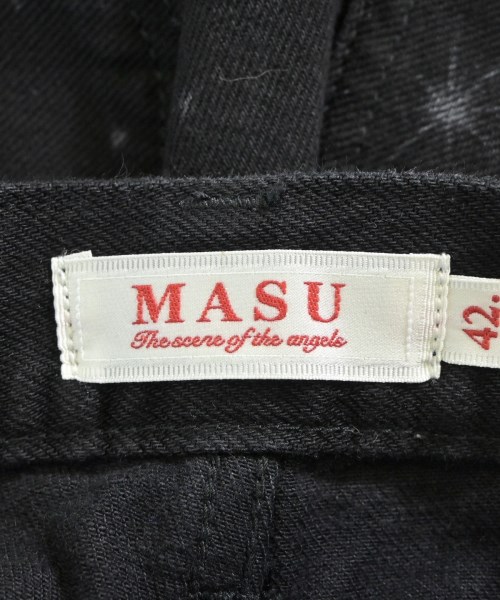 MASU
The scene of the angels
42.